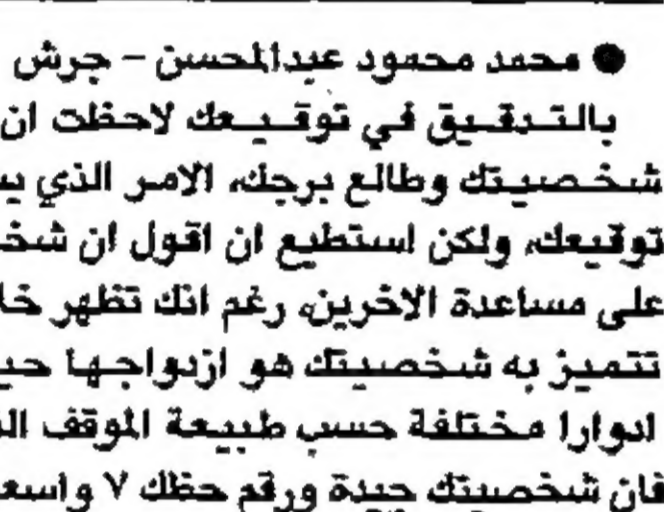 ● محمد محمود عبدالمحسن - جرش
بالتدقيق في توقيعك لاحظت ان
شخصيتك وطالع برجك، الامر الذي
توقيعك، ولكن استطيع ان اقول ان
على مساعدة الاخرين، رغم انك تظهر
تتميز به شخصيتك هو ازدواجها
ادوارا مختلفة حسب طبيعة الموقف
فان شخصيتك جيدة ورقم حظك ٧